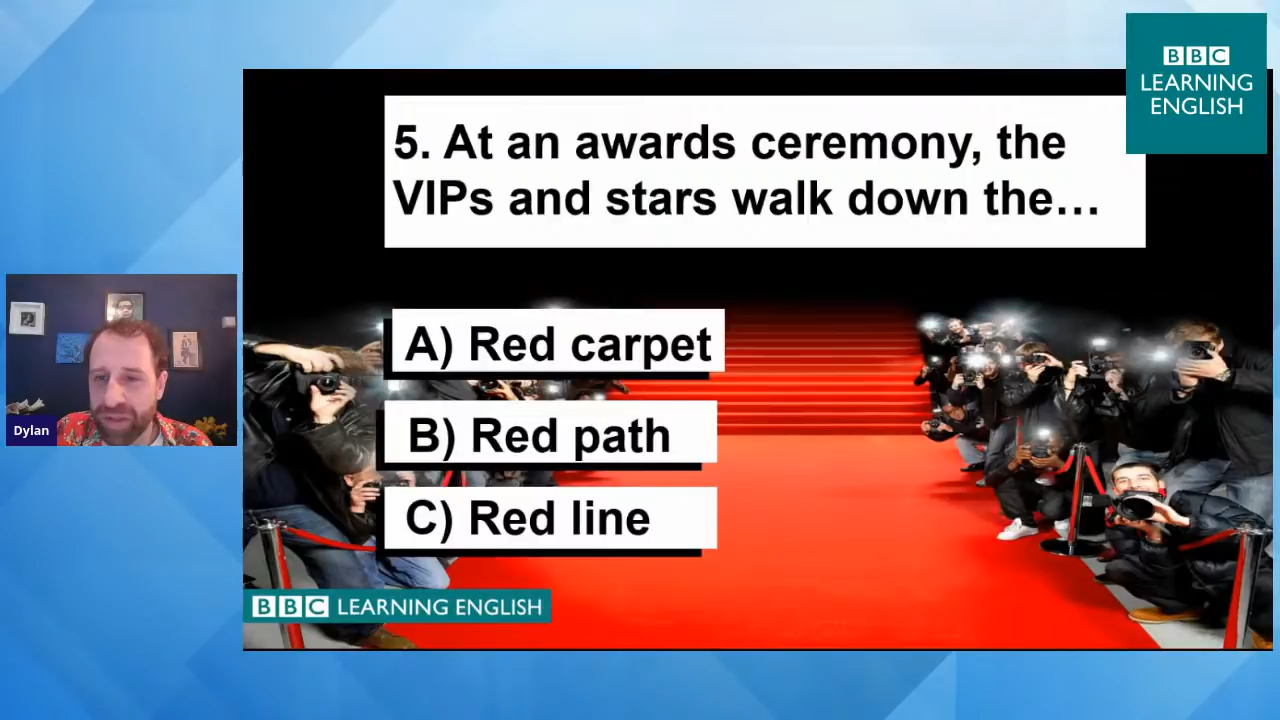 BBC
LEARNING
ENGLISH
5. At an awards ceremony, the
VIPs and stars walk down the…
A) Red carpet
B) Red path
C) Red line
Dylan
BBC LEARNING ENGLISH